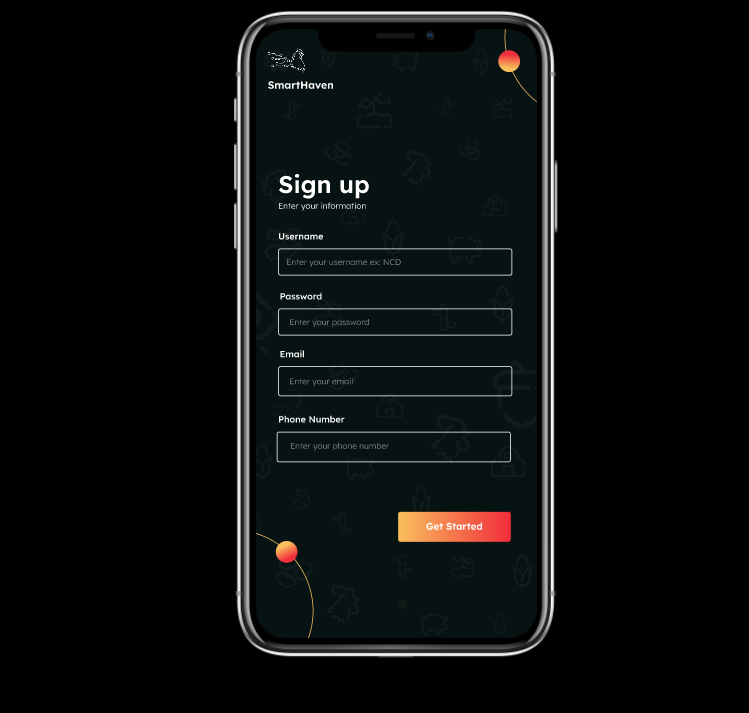 SmartHaven
Sign up
Enter your information
Username
Enter your username ex: NCD
Password
Enter your password
Email
Enter your email
Phone Number
Enter your phone number
Get Started